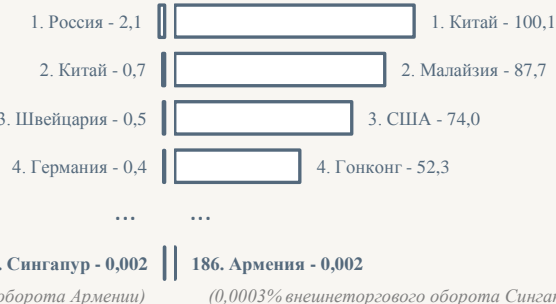 1. Россия - 2,1
1. Китай - 100,1
2. Китай - 0,7
2. Малайзия - 87,7
3. Швейцария - 0,5
3. США - 74,0
4. Германия - 0,4
4. Гонконг - 52,3
... ...
. Сингапур - 0,002
186. Армения - 0,002
оборота Армении)
(0,0003% внешнеторгового оборота